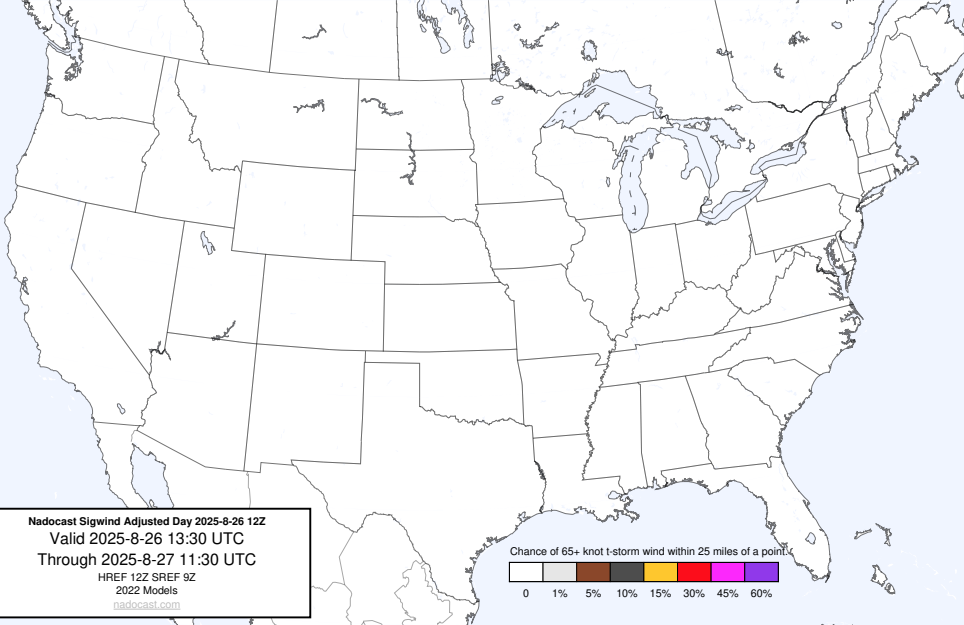 Nadocast Sigwind Adjusted Day 2025-8-26 12Z
Valid 2025-8-26 13:30 UTC
Through 2025-8-27 11:30 UTC
HREF 12Z SREF 9Z
2022 Models
nadocast.com
Chance of 65+ knot t-storm wind within 25 miles of a point.
0 1% 5% 10% 15% 30% 45% 60%